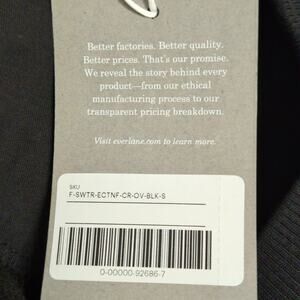 Better factories. Better quality.
Better prices. That's our promise.
We reveal the story behind every
product—from our ethical
manufacturing process to our
transparent pricing breakdown.
Visit everlane.com to learn more.
SKU
F-SWTR-ECTNF-CR-OV-BLK-S
0-00000-92686-7